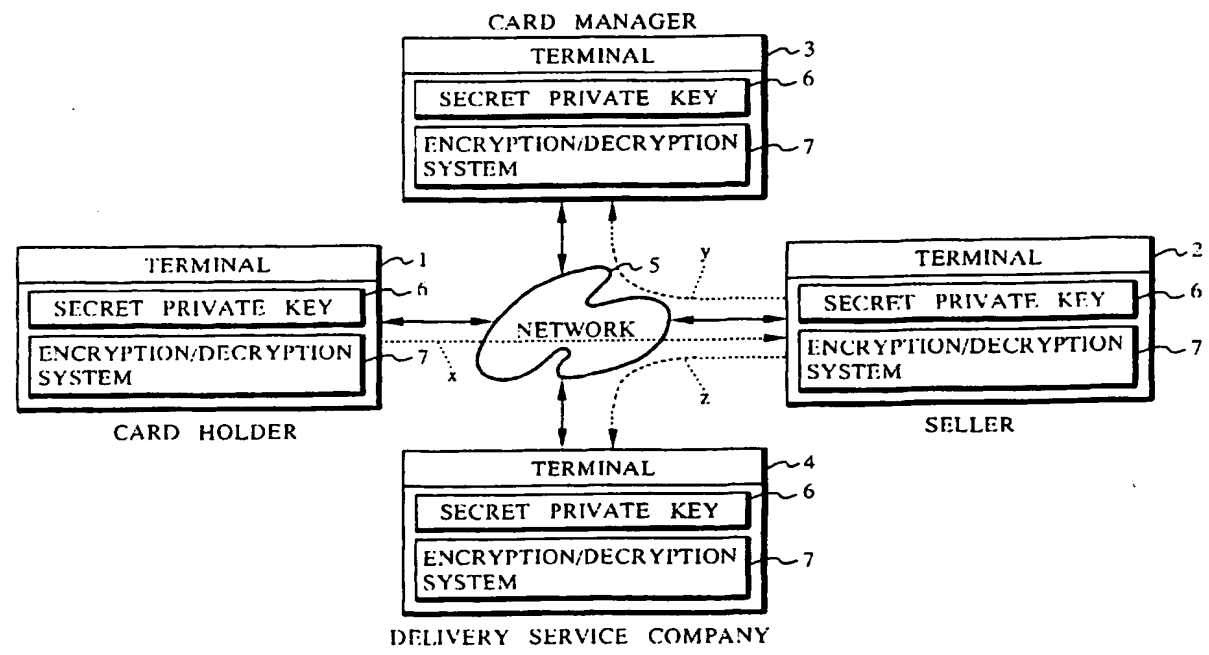 CARD MANAGER
TERMINAL
3
SECRET PRIVATE KEY
6
ENCRYPTION/DECRYPTION
SYSTEM
7
TERMINAL
1
SECRET PRIVATE KEY
6
ENCRYPTION/DECRYPTION
SYSTEM
7
CARD HOLDER
x
5
NETWORK
y
z
TERMINAL
2
SECRET PRIVATE KEY
6
ENCRYPTION/DECRYPTION
SYSTEM
7
SELLER
TERMINAL
4
SECRET PRIVATE KEY
6
ENCRYPTION/DECRYPTION
SYSTEM
7
DELIVERY SERVICE COMPANY